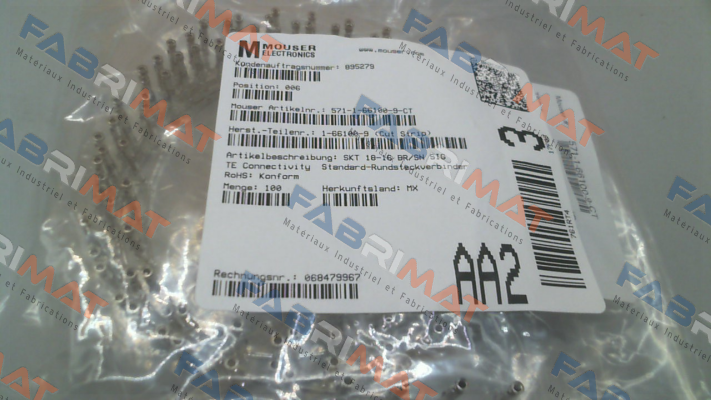 MOUSER
ELECTRONICS
www.mouser.com
Kundenauftragsnummer: 895279
Position: 006
Mouser Artikelnr.: 571-1-66100-9-CT
Herst.-Teilenr.: 1-66100-9 (Cut Strip)
Artikelbeschreibung: SKT 18-16 BR/SN STD
TE Connectivity Standard-Rundsteckverbinder
RoHS: Konform
Menge: 100 Herkunftsland: MX
Rechnungsnr.: 068479967
AA2
3
FABRIMAT
Materiaux Industriel et Fabrications